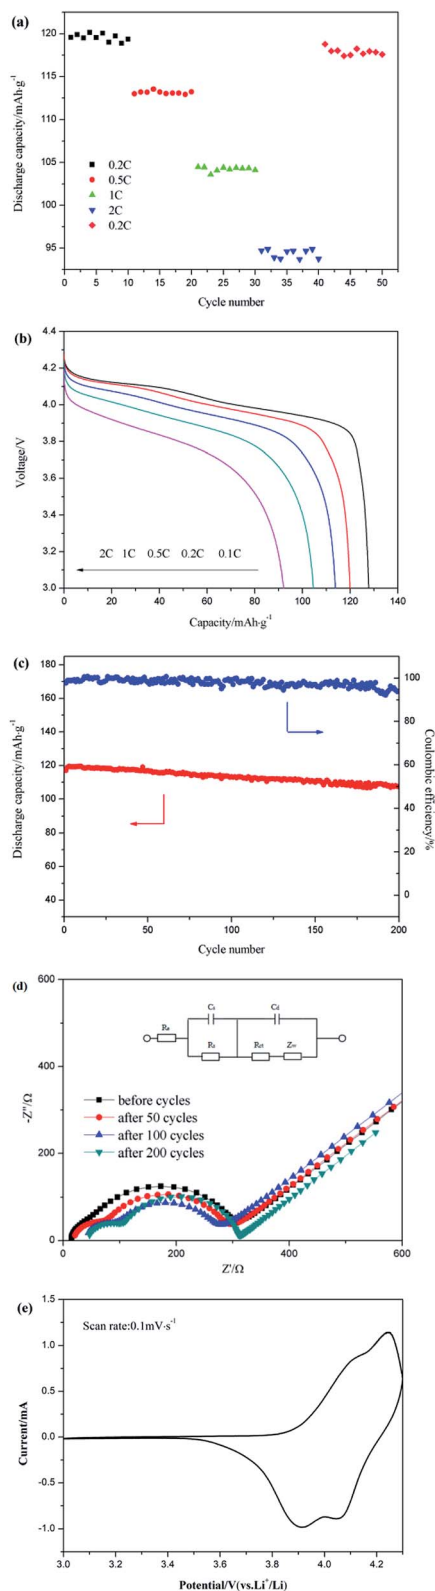 (a)
120
115
110
105
100
95
Discharge capacity/mAh·g⁻¹
0.2C
0.5C
1C
2C
0.2C
0 10 20 30 40 50
Cycle number
(b)
4.4
4.2
4.0
3.8
3.6
3.4
3.2
3.0
Voltage/V
2C 1C 0.5C 0.2C 0.1C
0 20 40 60 80 100 120 140
Capacity/mAh·g⁻¹
(c)
180
170
160
150
140
130
120
110
100
90
80
70
60
50
40
30
Discharge capacity/mAh·g⁻¹
100
80
60
40
20
0
Coulombic efficiency/%
0 50 100 150 200
Cycle number
(d)
600
400
200
0
-Z''/Ω
Cs Cd
Re
Rs Rct Zw
before cycles
after 50 cycles
after 100 cycles
after 200 cycles
0 200 400 600
Z'/Ω
(e)
Scan rate:0.1mV·s⁻¹
1.5
1.0
0.5
0.0
-0.5
-1.0
Current/mA
3.0 3.2 3.4 3.6 3.8 4.0 4.2
Potential/V(vs.Li⁺/Li)